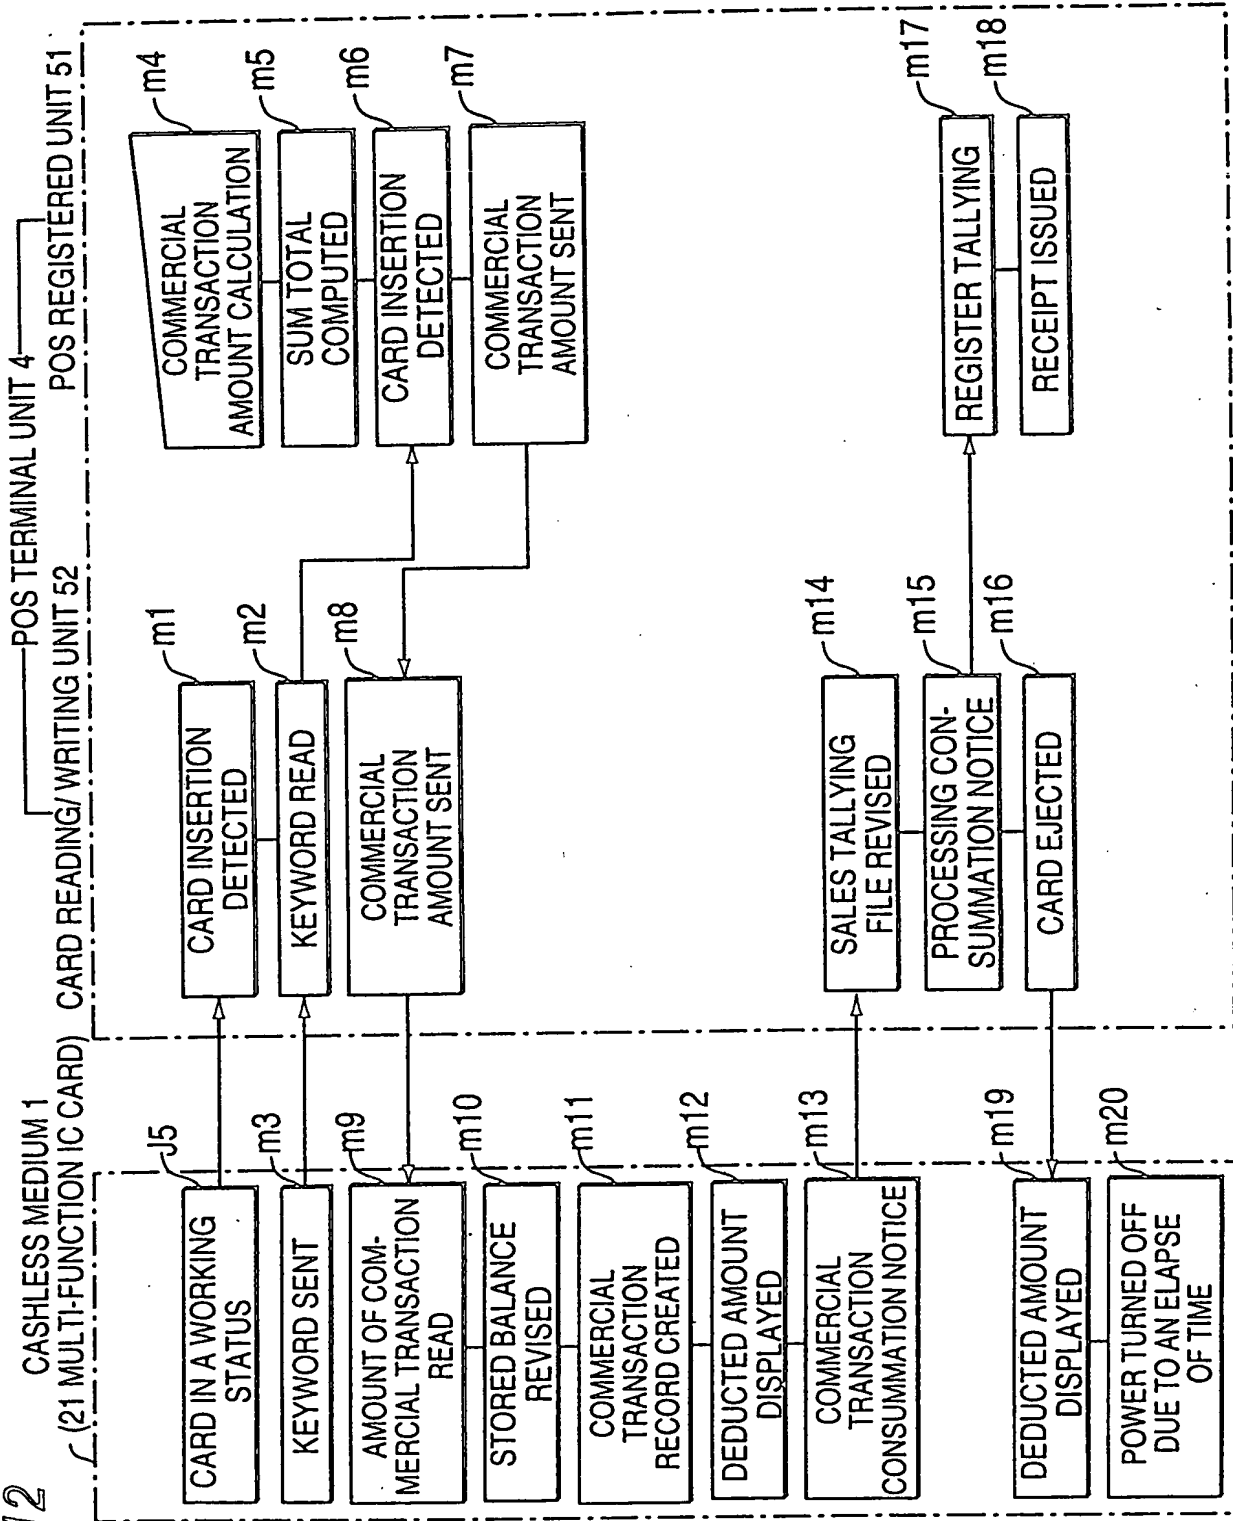 12
CASHLESS MEDIUM 1
(21 MULTI-FUNCTION IC CARD)
POS TERMINAL UNIT 4
CARD READING/WRITING UNIT 52
POS REGISTERED UNIT 51
J5
CARD IN A WORKING
STATUS
m3
KEYWORD SENT
m9
AMOUNT OF COM-
MERCIAL TRANSACTION
READ
m10
STORED BALANCE
REVISED
m11
COMMERCIAL
TRANSACTION
RECORD CREATED
m12
DEDUCTED AMOUNT
DISPLAYED
m13
COMMERCIAL
TRANSACTION
CONSUMMATION NOTICE
m19
DEDUCTED AMOUNT
DISPLAYED
m20
POWER TURNED OFF
DUE TO AN ELAPSE
OF TIME
m1
CARD INSERTION
DETECTED
m2
KEYWORD READ
m8
COMMERCIAL
TRANSACTION
AMOUNT SENT
m14
SALES TALLYING
FILE REVISED
m15
PROCESSING CON-
SUMMATION NOTICE
m16
CARD EJECTED
m4
COMMERCIAL
TRANSACTION
AMOUNT CALCULATION
m5
SUM TOTAL
COMPUTED
m6
CARD INSERTION
DETECTED
m7
COMMERCIAL
TRANSACTION
AMOUNT SENT
m17
REGISTER TALLYING
m18
RECEIPT ISSUED